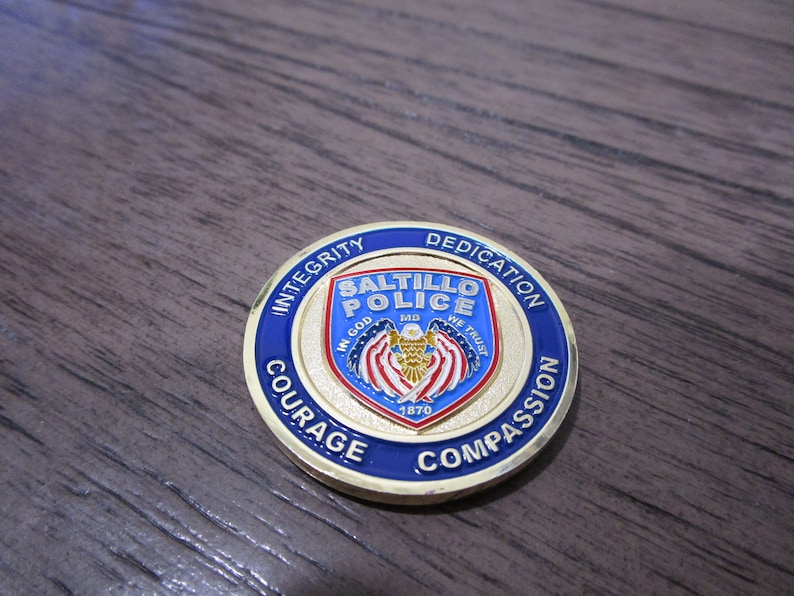 INTEGRITY
DEDICATION
SALTILLO
POLICE
MS
IN GOD
WE TRUST
1870
COURAGE
COMPASSION